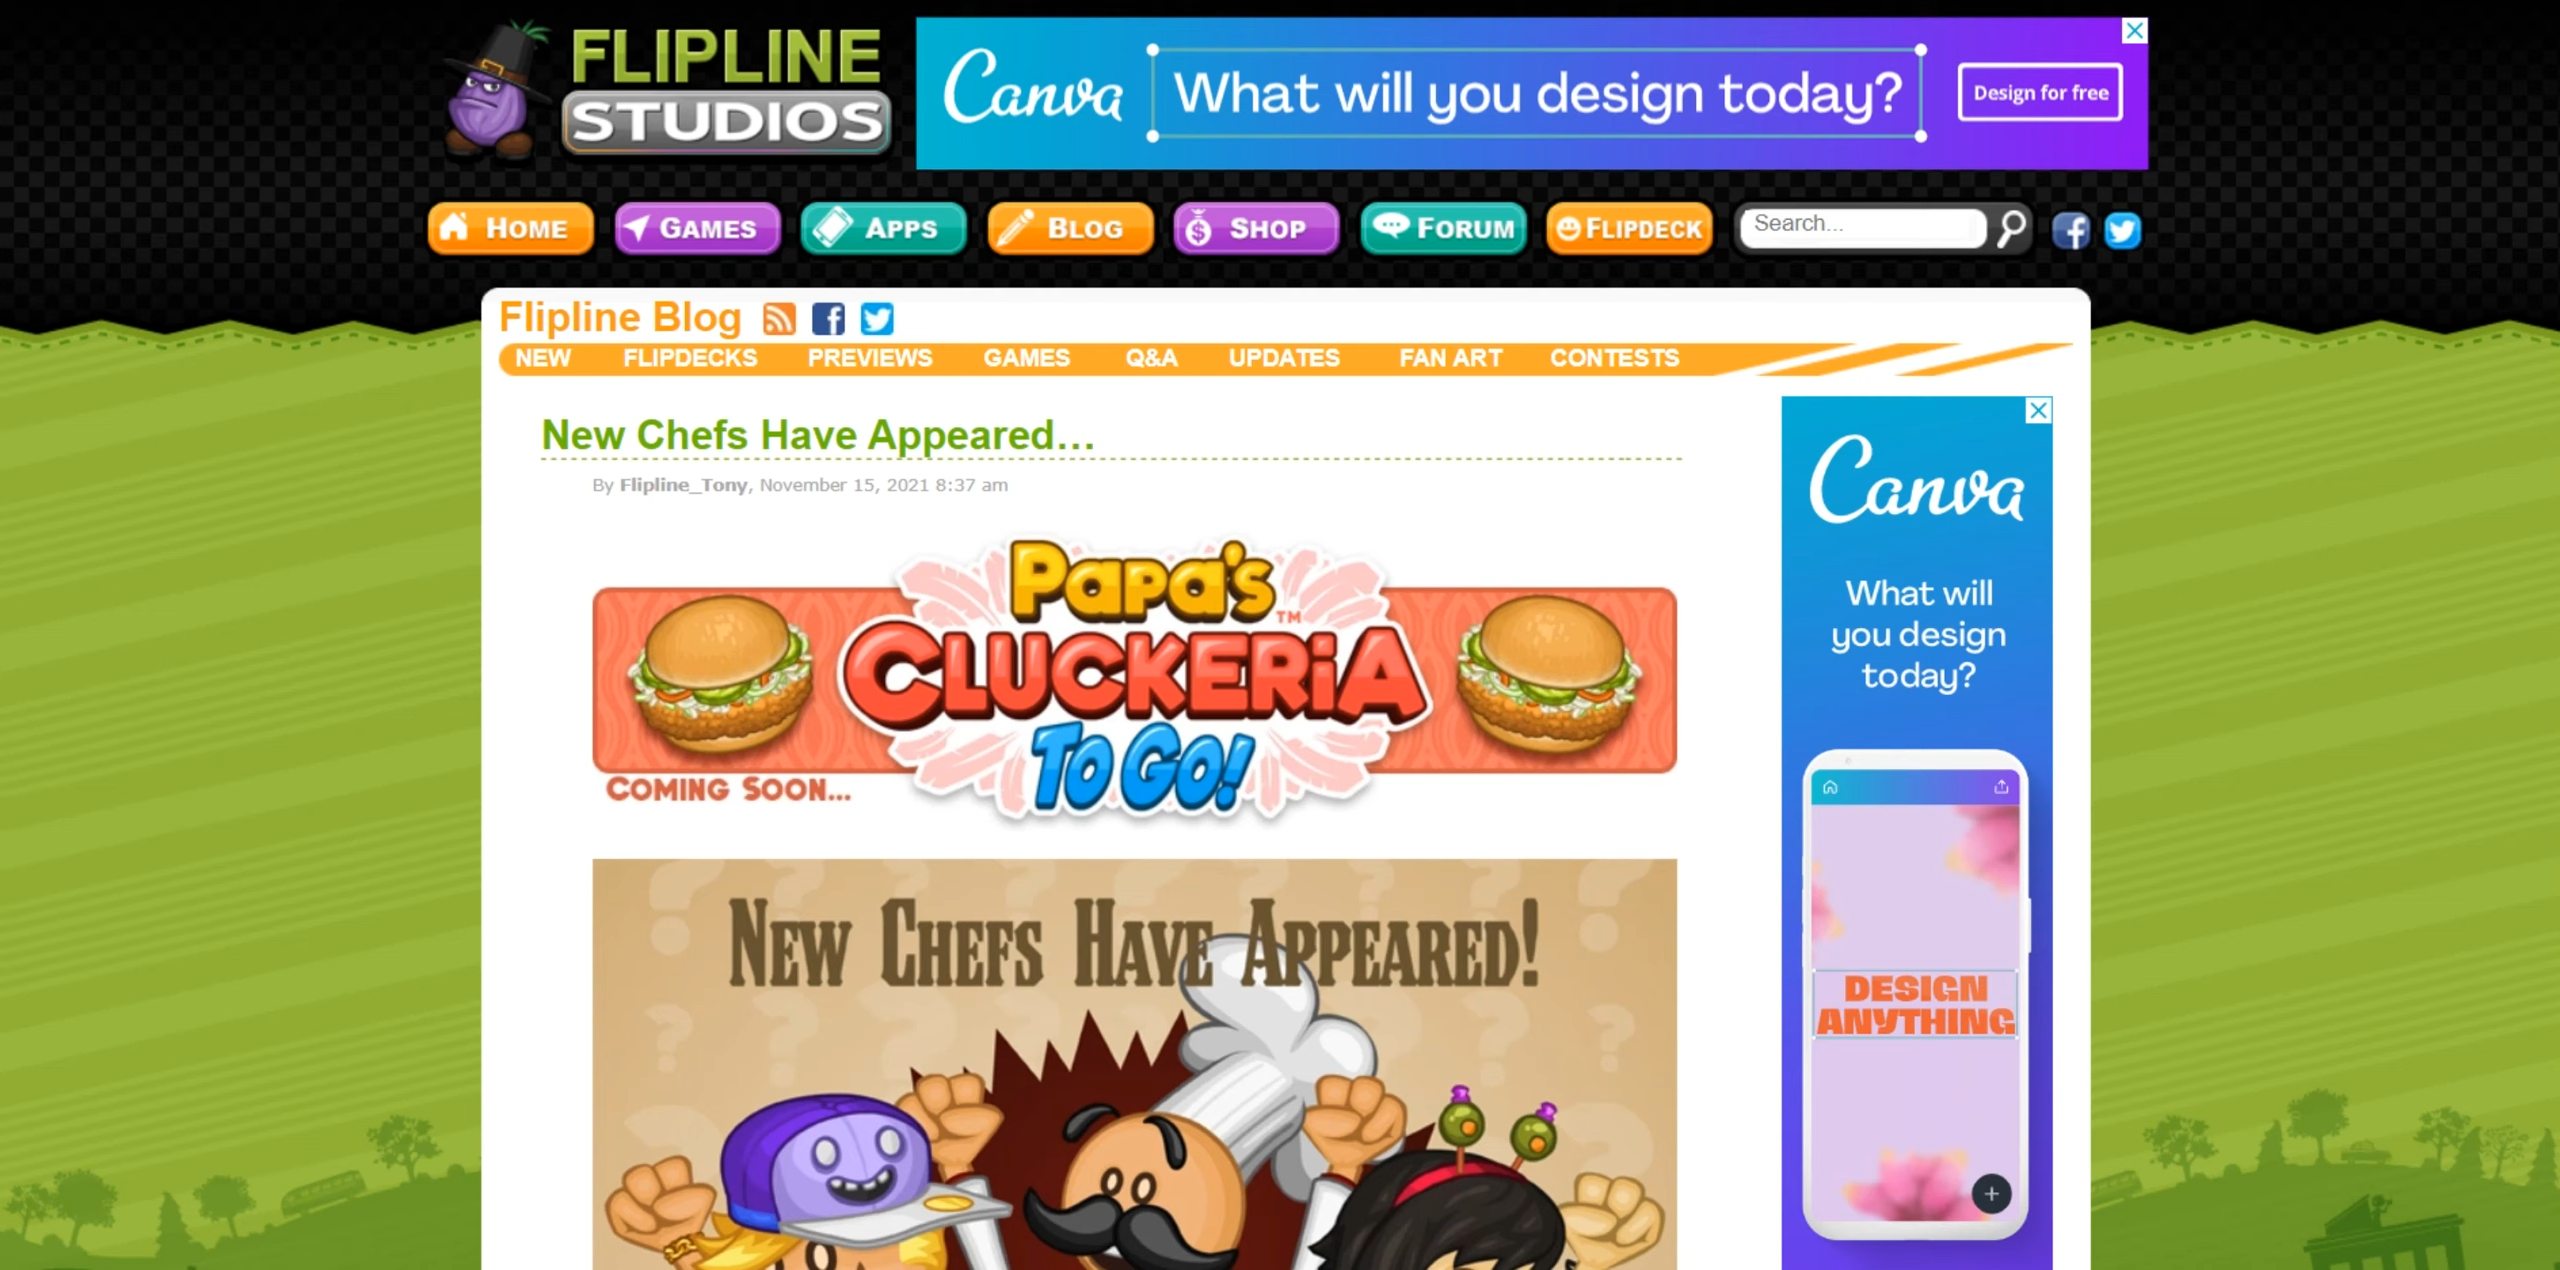 FLIPLINE
STUDIOS
Canva
What will you design today?
Design for free
HOME
GAMES
APPS
BLOG
SHOP
FORUM
FLIPDECK
Search...
Flipline Blog
NEW
FLIPDECKS
PREVIEWS
GAMES
Q&A
UPDATES
FAN ART
CONTESTS
New Chefs Have Appeared…
By Flipline_Tony, November 15, 2021 8:37 am
Papa's
TM
CLUCKERiA
To Go!
COMING SOON...
NEW CHEFS HAVE APPEARED!
Canva
What will
you design
today?
DESIGN
ANYTHING